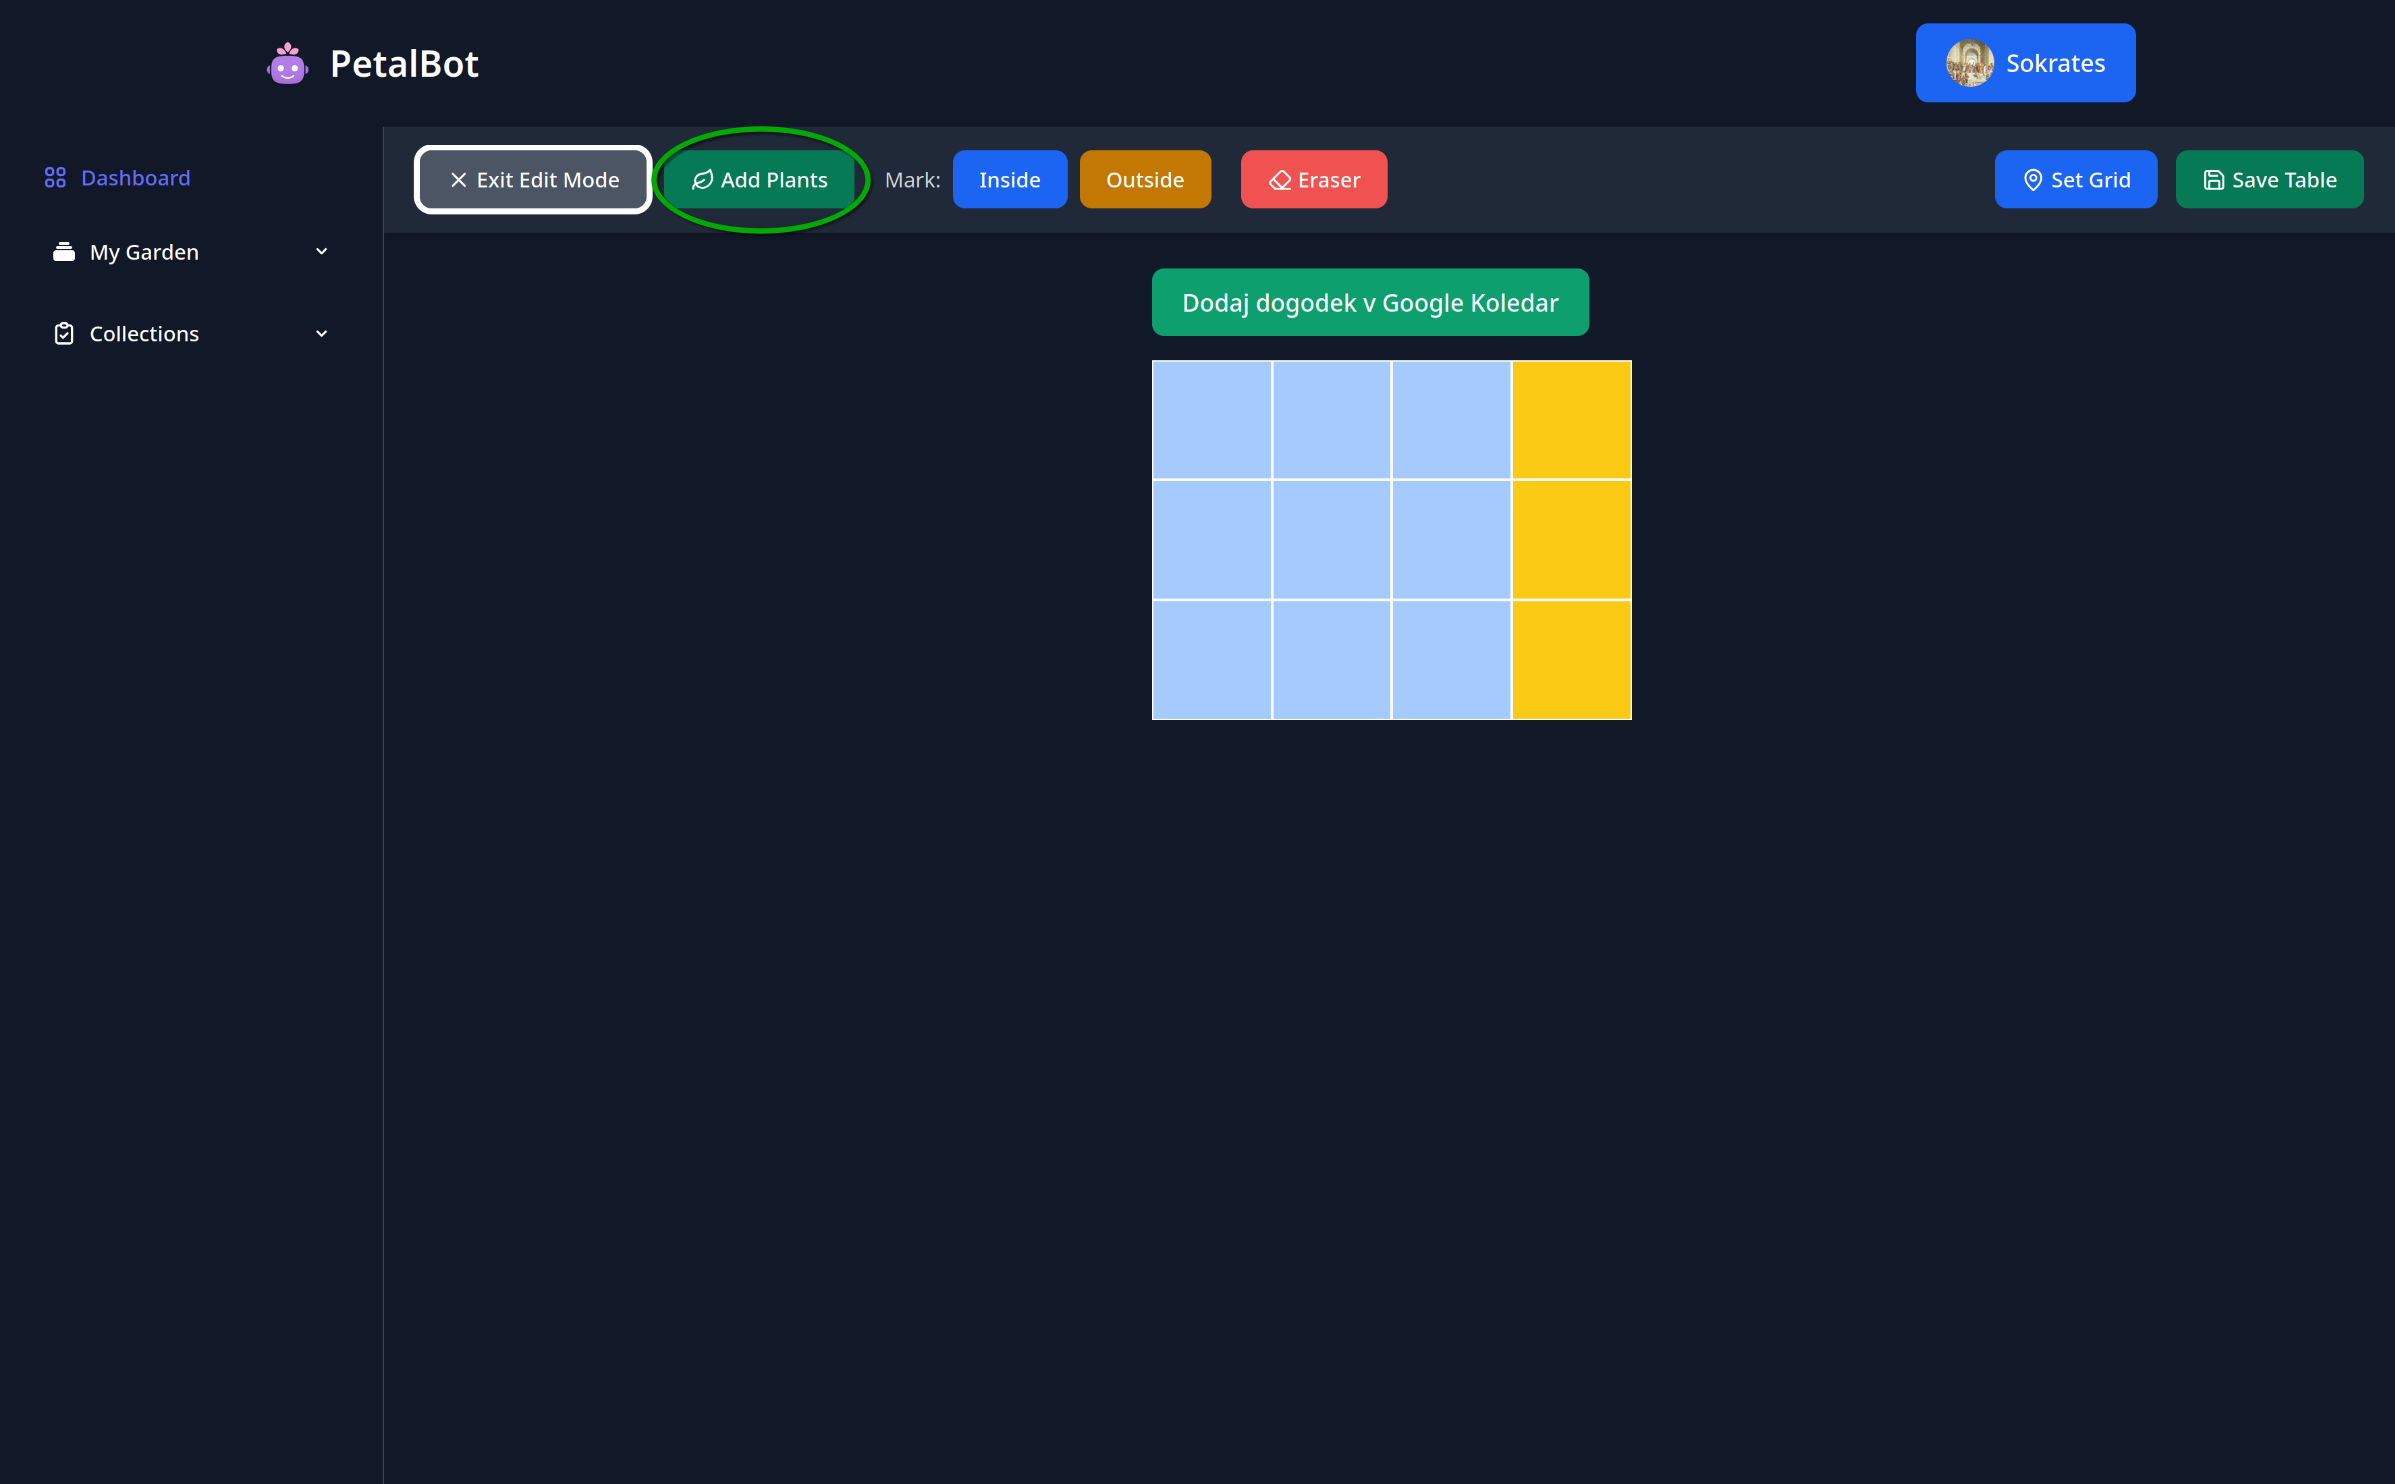 PetalBot
Sokrates
Dashboard
My Garden
Collections
Exit Edit Mode
Add Plants
Mark:
Inside
Outside
Eraser
Set Grid
Save Table
Dodaj dogodek v Google Koledar